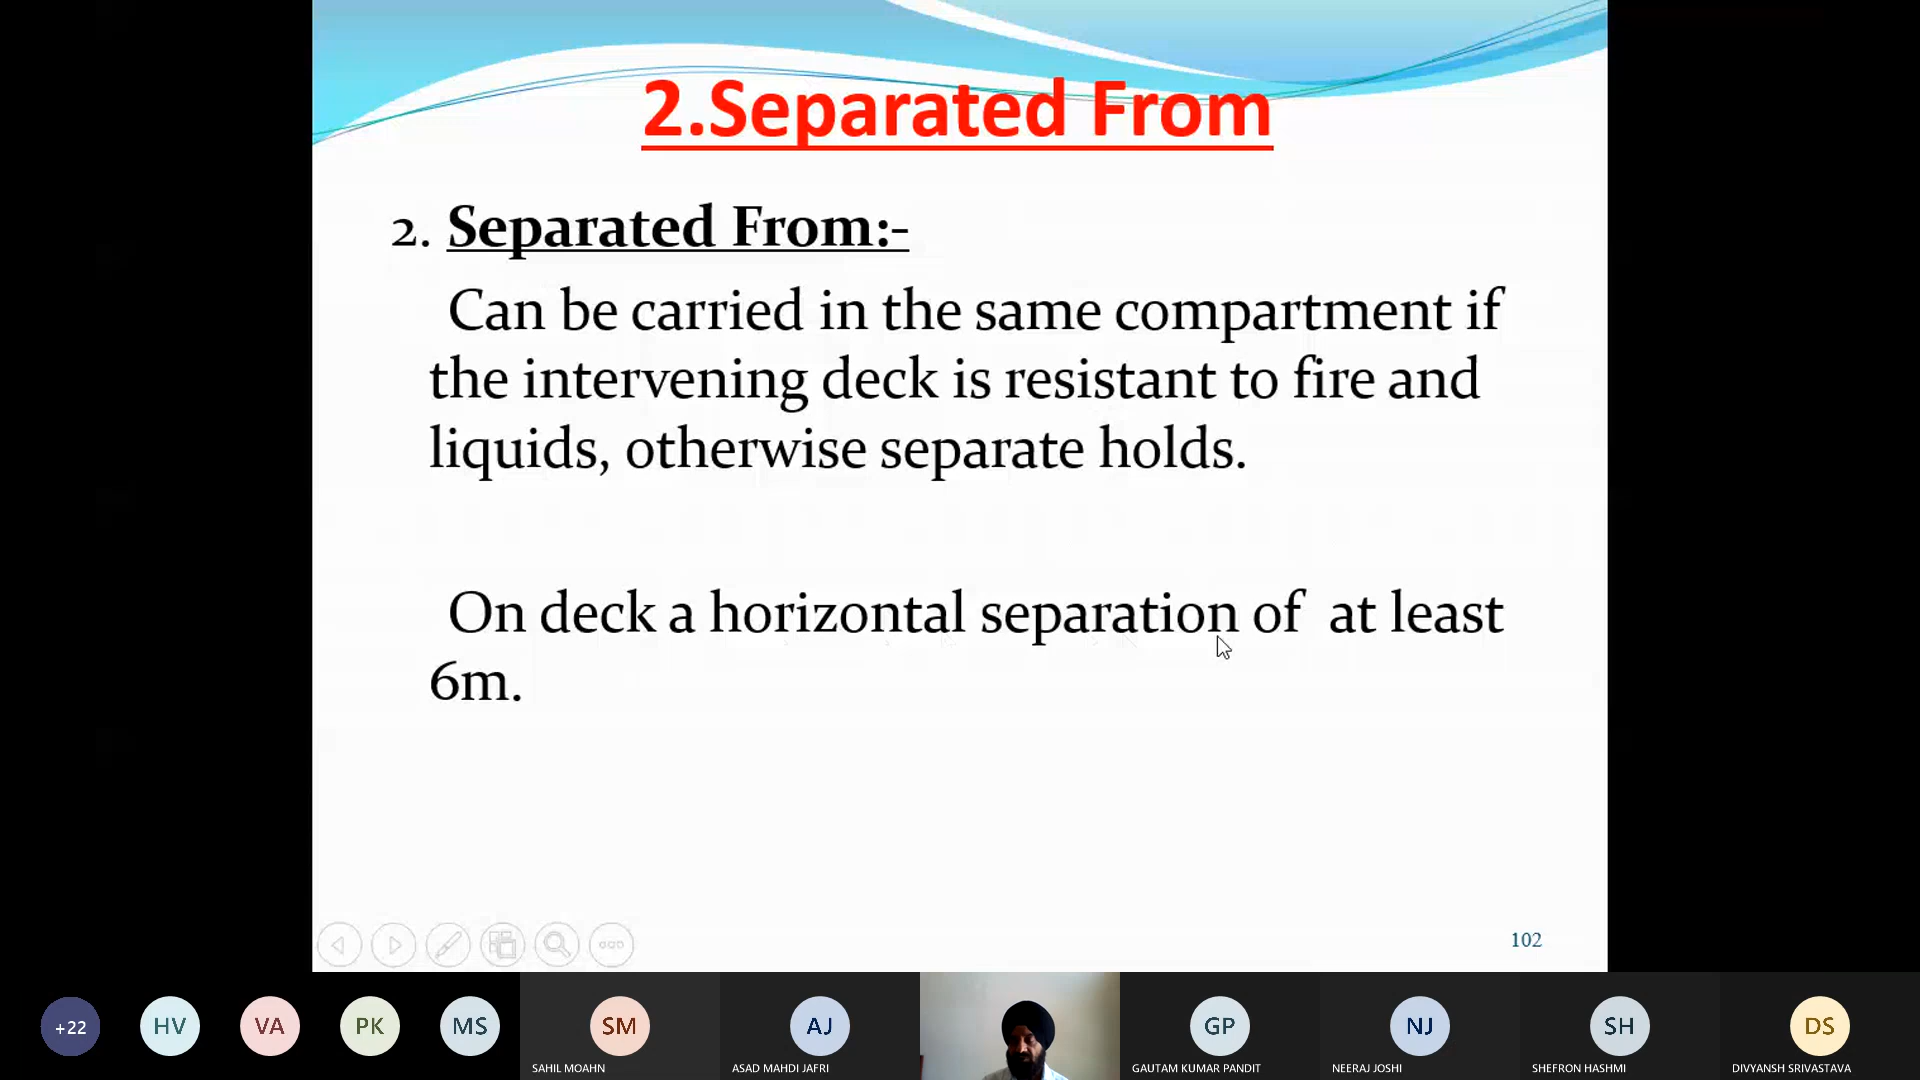 2.Separated From
2. Separated From:-
Can be carried in the same compartment if
the intervening deck is resistant to fire and
liquids, otherwise separate holds.
On deck a horizontal separation of at least
6m.
102
+22
HV
VA
PK
MS
SM
AJ
GP
NJ
SH
DS
SAHIL MOAHN
ASAD MAHDI JAFRI
GAUTAM KUMAR PANDIT
NEERAJ JOSHI
SHEFRON HASHMI
DIVYANSH SRIVASTAVA